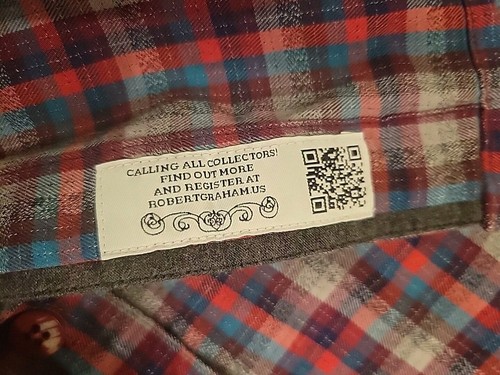 CALLING ALL COLLECTORS!
FIND OUT MORE
AND REGISTER AT
ROBERTGRAHAM.US